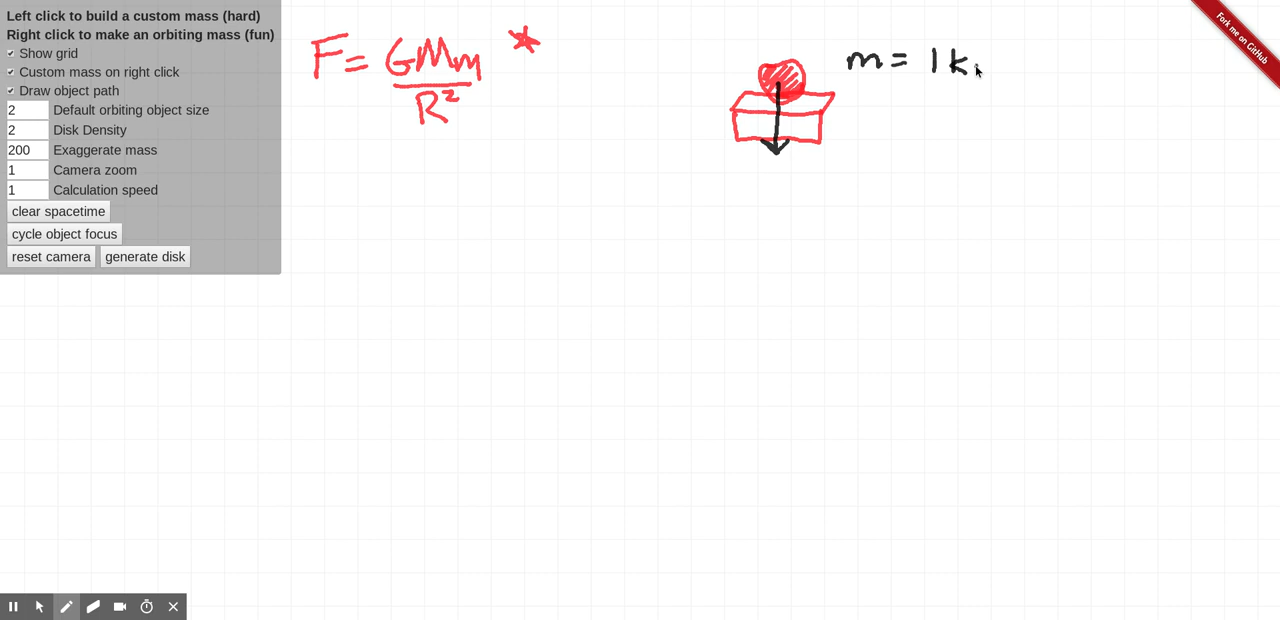 Left click to build a custom mass (hard)
Right click to make an orbiting mass (fun)
Show grid
Custom mass on right click
Draw object path
2 Default orbiting object size
2 Disk Density
200 Exaggerate mass
1 Camera zoom
1 Calculation speed
clear spacetime
cycle object focus
reset camera generate disk
F = GMm
R²
m = 1k
Fork me on GitHub